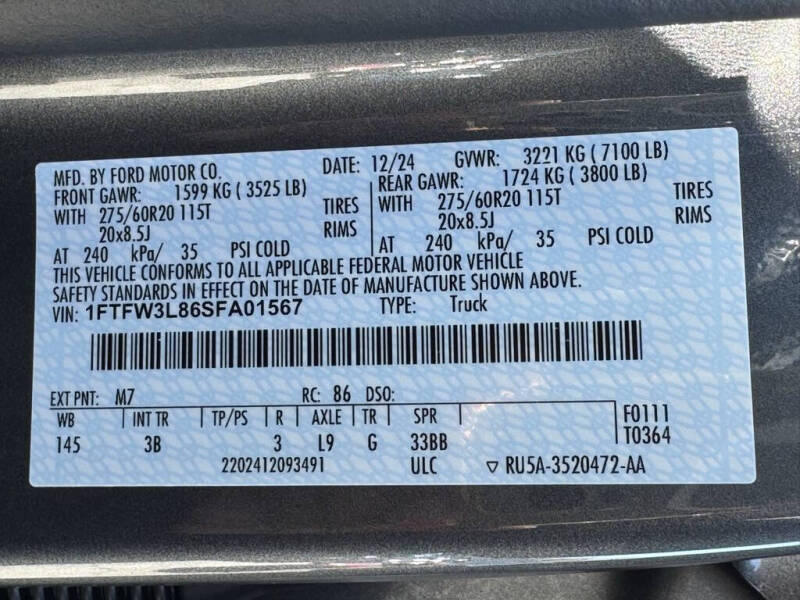 MFD. BY FORD MOTOR CO. DATE: 12/24 GVWR: 3221 KG ( 7100 LB)
FRONT GAWR: 1599 KG ( 3525 LB) REAR GAWR: 1724 KG ( 3800 LB)
WITH 275/60R20 115T TIRES WITH 275/60R20 115T TIRES
20x8.5J RIMS 20x8.5J RIMS
AT 240 kPa/ 35 PSI COLD AT 240 kPa/ 35 PSI COLD
THIS VEHICLE CONFORMS TO ALL APPLICABLE FEDERAL MOTOR VEHICLE
SAFETY STANDARDS IN EFFECT ON THE DATE OF MANUFACTURE SHOWN ABOVE.
VIN: 1FTFW3L86SFA01567 TYPE: Truck
EXT PNT: M7 RC: 86 DSO:
WB INT TR TP/PS R AXLE TR SPR F0111
145 3B 3 L9 G 33BB T0364
2202412093491 ULC ▽ RU5A-3520472-AA